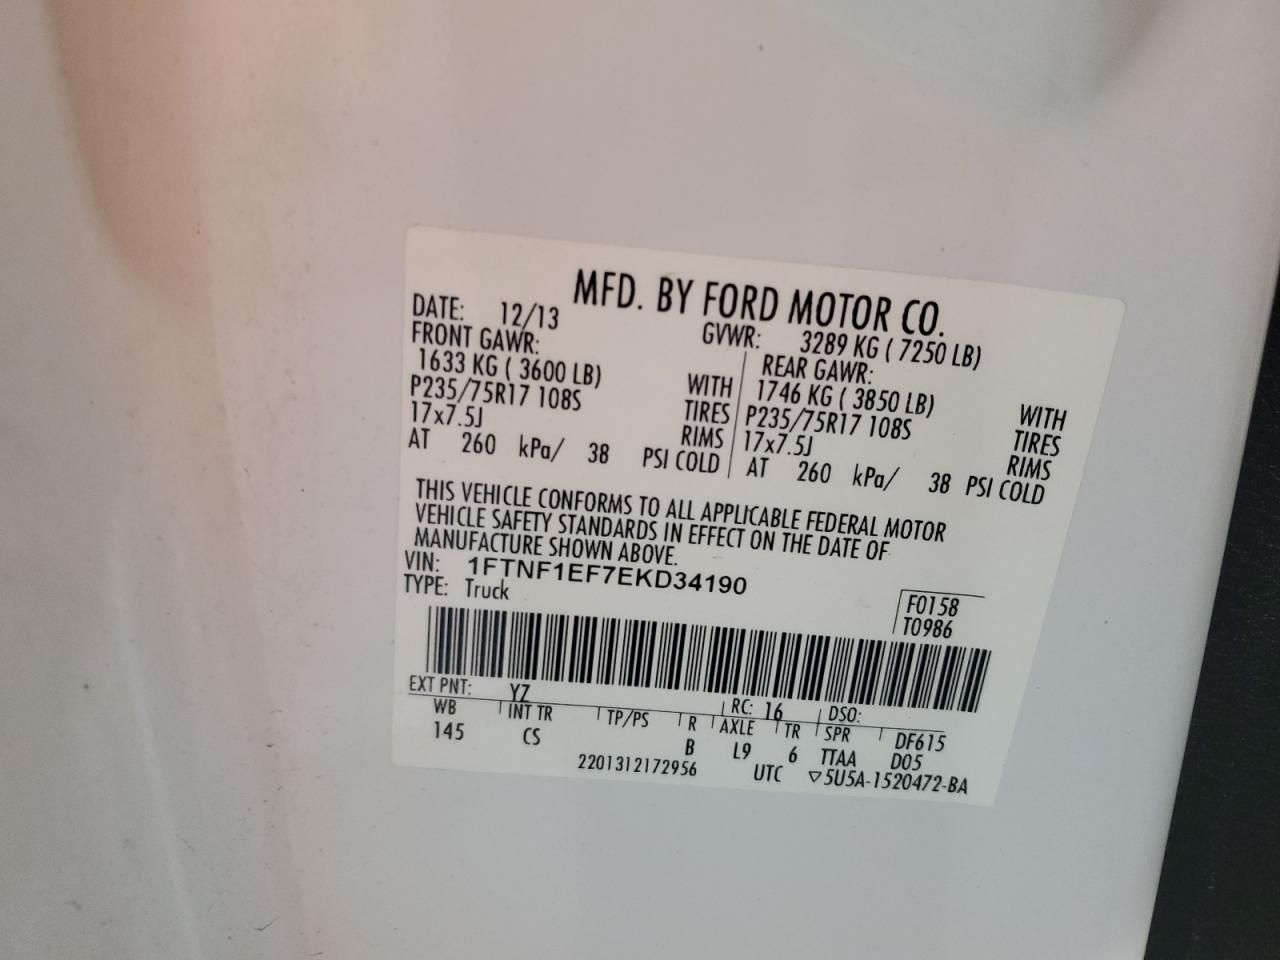 MFD. BY FORD MOTOR CO.
DATE: 12/13 GVWR: 3289 KG ( 7250 LB)
FRONT GAWR: REAR GAWR:
1633 KG ( 3600 LB) WITH 1746 KG ( 3850 LB) WITH
P235/75R17 108S TIRES P235/75R17 108S TIRES
17x7.5J RIMS 17x7.5J RIMS
AT 260 kPa/ 38 PSI COLD AT 260 kPa/ 38 PSI COLD
THIS VEHICLE CONFORMS TO ALL APPLICABLE FEDERAL MOTOR
VEHICLE SAFETY STANDARDS IN EFFECT ON THE DATE OF
MANUFACTURE SHOWN ABOVE.
VIN: 1FTNF1EF7EKD34190
TYPE: Truck
F0158
T0986
EXT PNT: YZ RC: 16 DSO:
WB INT TR TP/PS R AXLE TR SPR DF615
145 CS B L9 6 TTAA D05
2201312172956 UTC ▽5U5A-1520472-BA